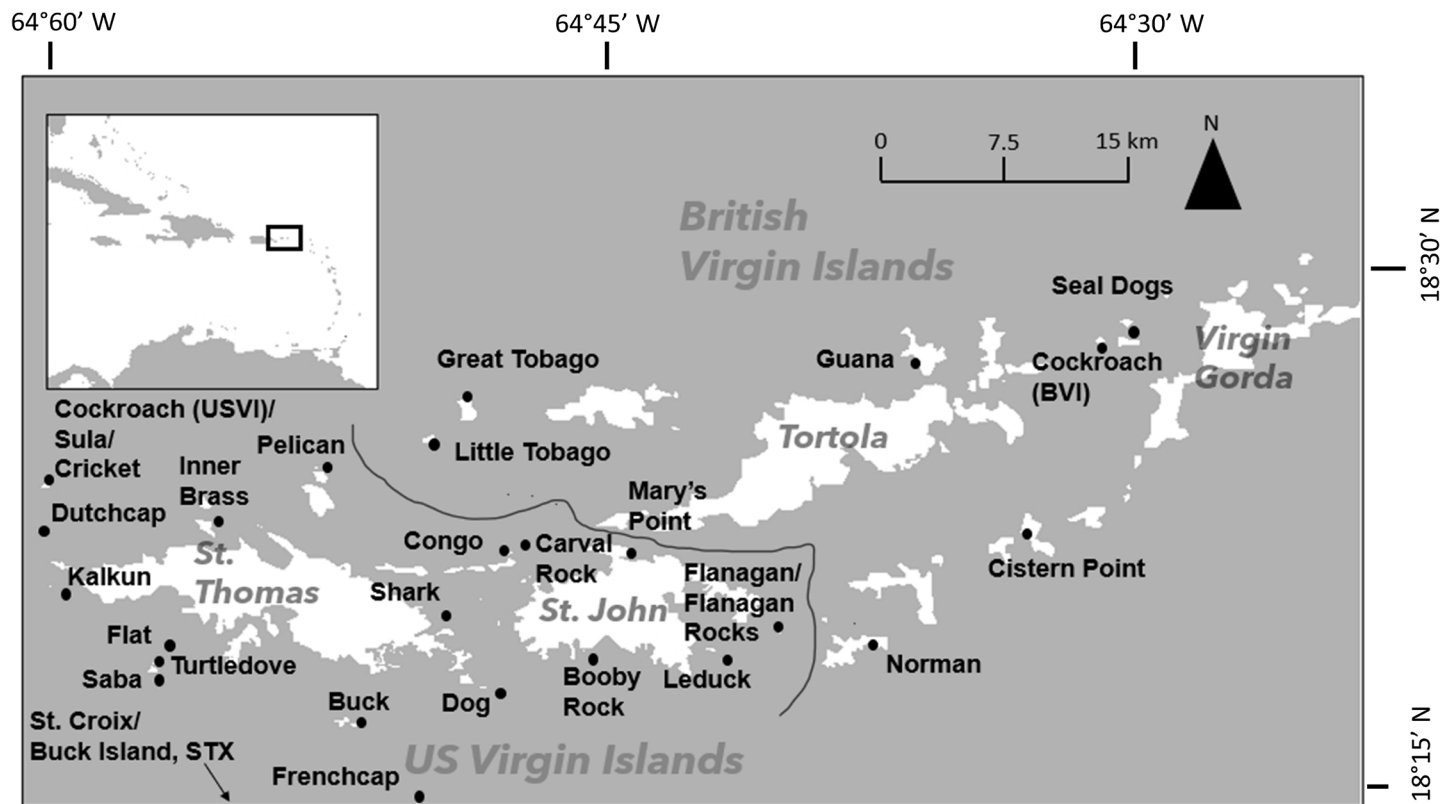 64°60’ W
64°45’ W
64°30’ W
0
7.5
15 km
N
British
Virgin Islands
18°30’ N
Seal Dogs
Virgin
Gorda
Guana
Cockroach
(BVI)
Great Tobago
Cockroach (USVI)/
Sula/
Cricket
Tortola
Pelican
Little Tobago
Inner
Brass
Mary’s
Point
Dutchcap
Congo
Carval
Rock
St.
Thomas
Cistern Point
Kalkun
Shark
Flanagan/
Flanagan
Rocks
St. John
Flat
Turtledove
Saba
Norman
Booby
Rock
Leduck
Buck
Dog
St. Croix/
Buck Island, STX
US Virgin Islands
Frenchcap
18°15’ N